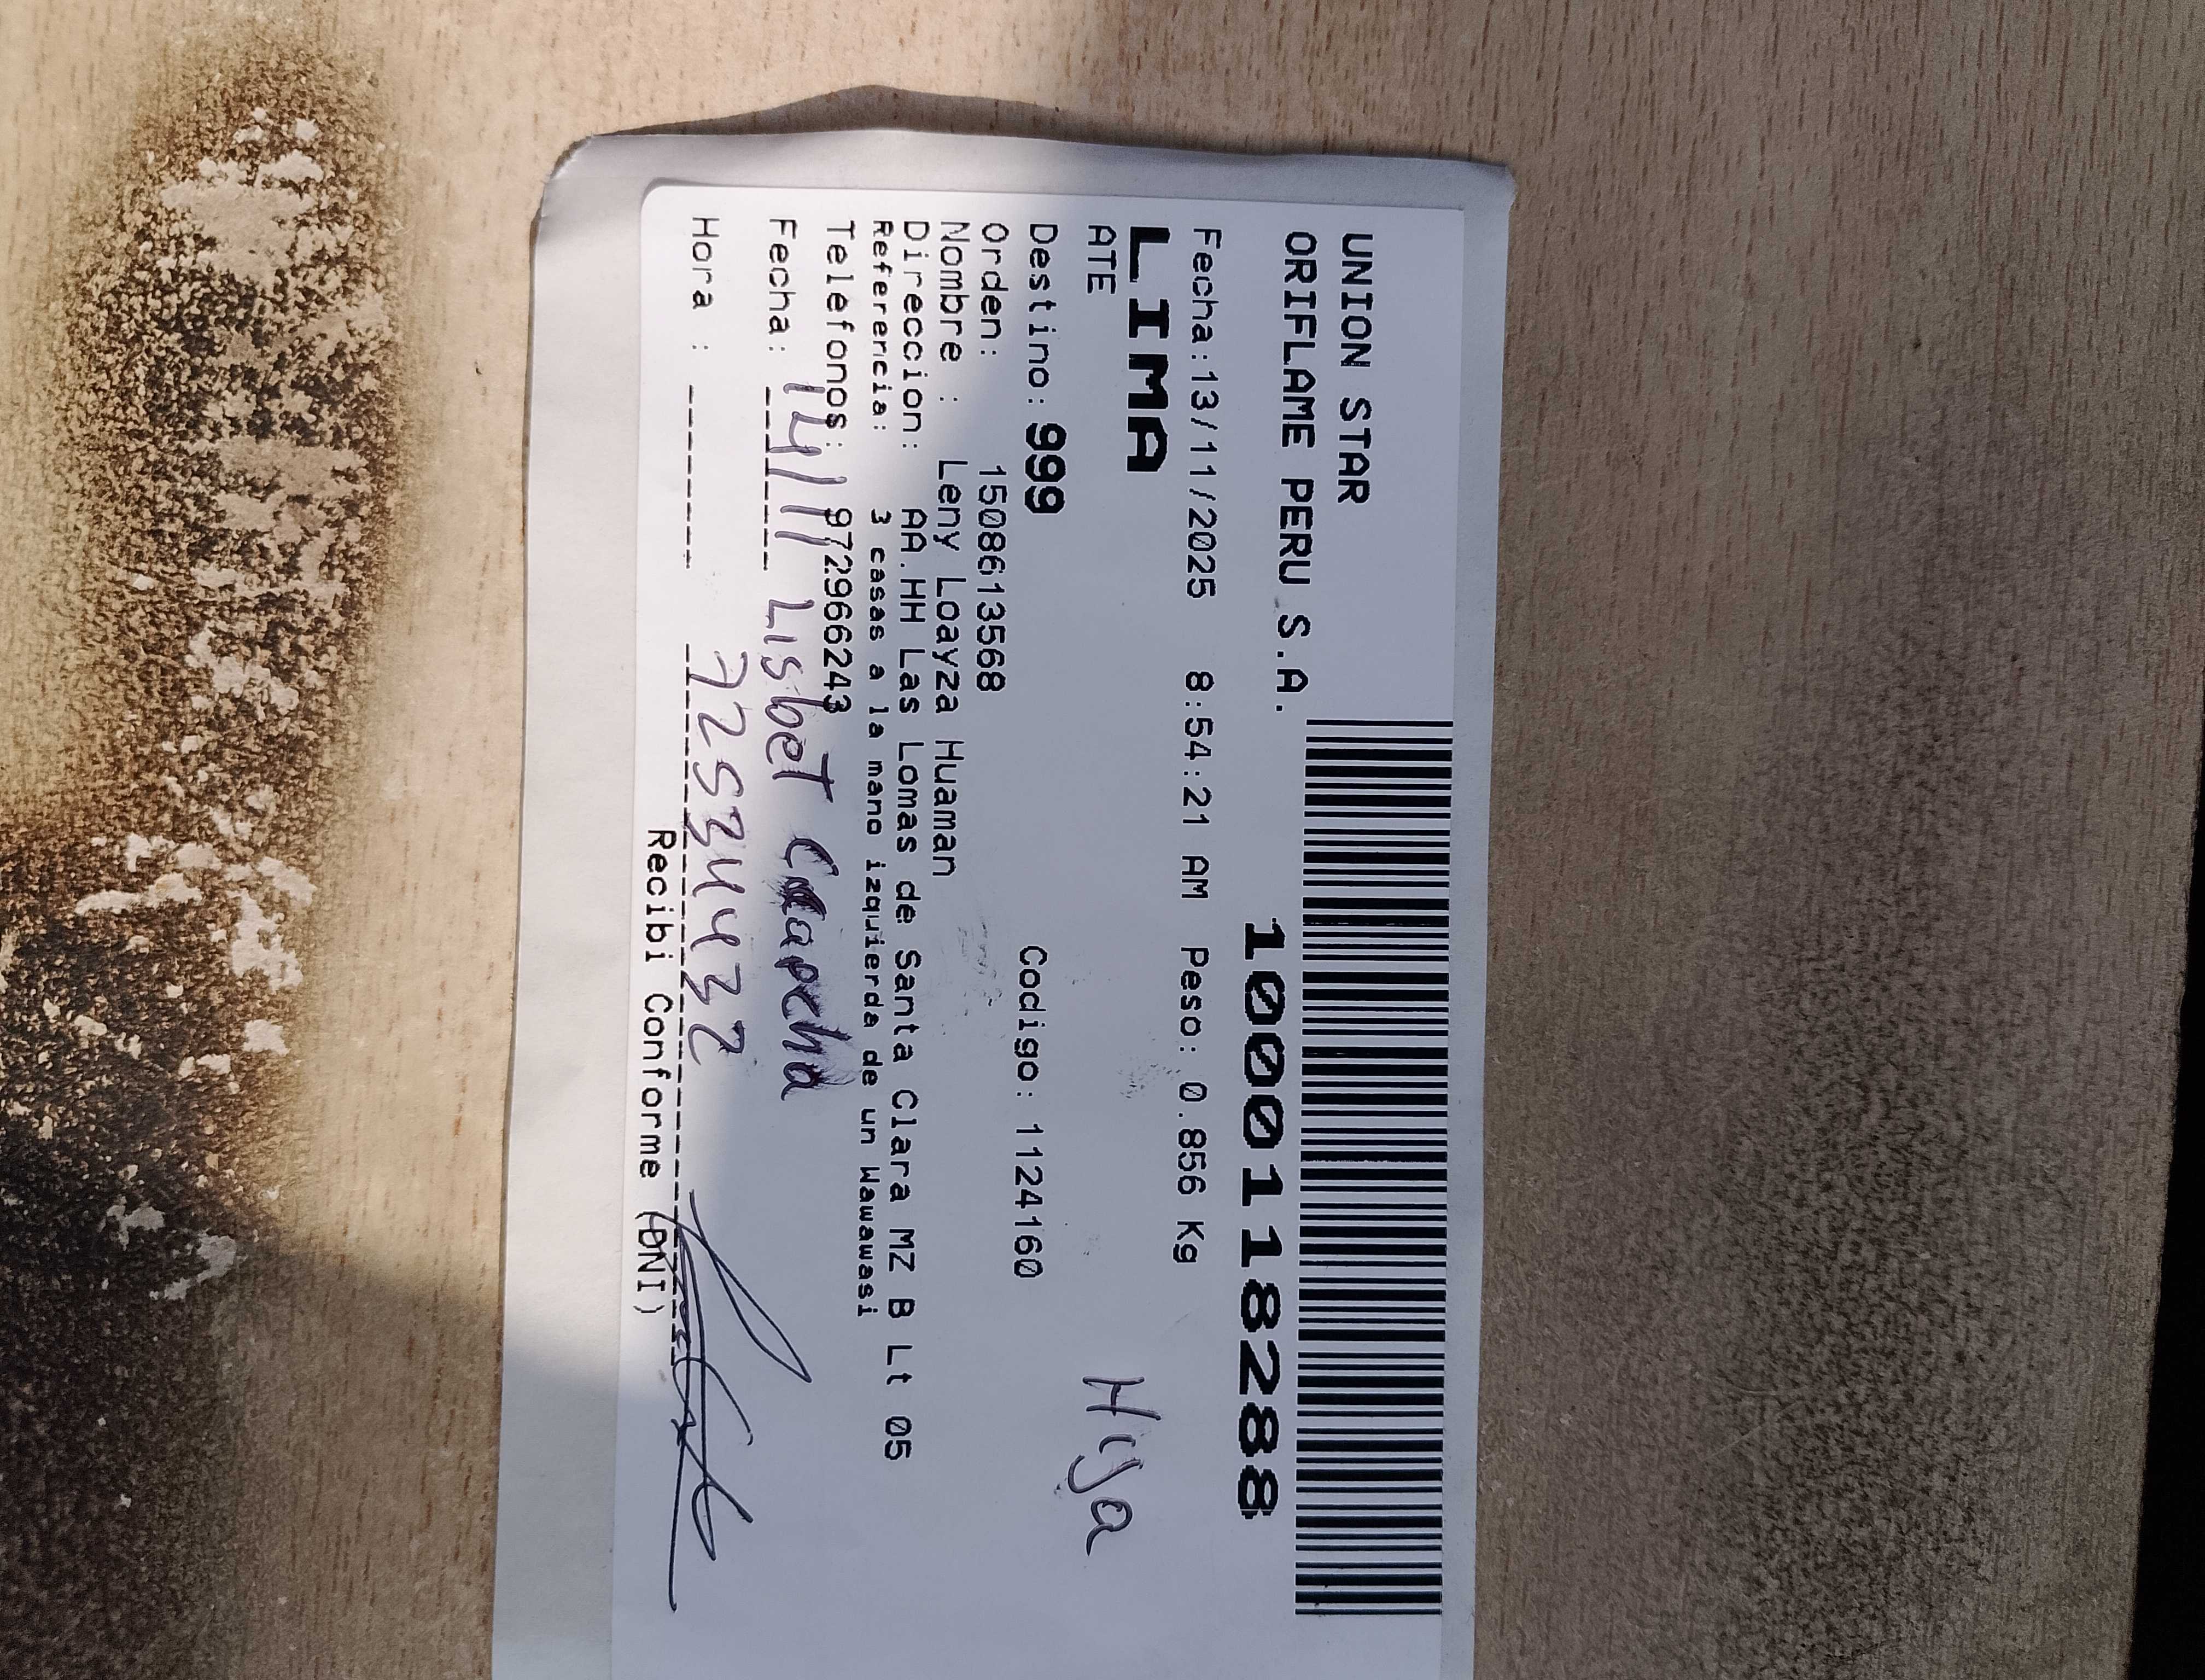 UNION STAR
ORIFLAME PERU S.A.
10001118288
Fecha:13/11/2025 8:54:21 AM Peso: 0.856 Kg
LIMA
ATE
Hija
Destino: 999 Codigo: 1124160
Orden: 1508613568
Nombre : Leny Loayza Huaman
Direccion: AA.HH Las Lomas de Santa Clara MZ B Lt 05
Referencia: 3 casas a la mano izquierda de un Wawawasi
Telefonos: 972966243
Fecha: 14/11 Lisbet Ccapcha
Hora : 72534432
Recibi Conforme (DNI)